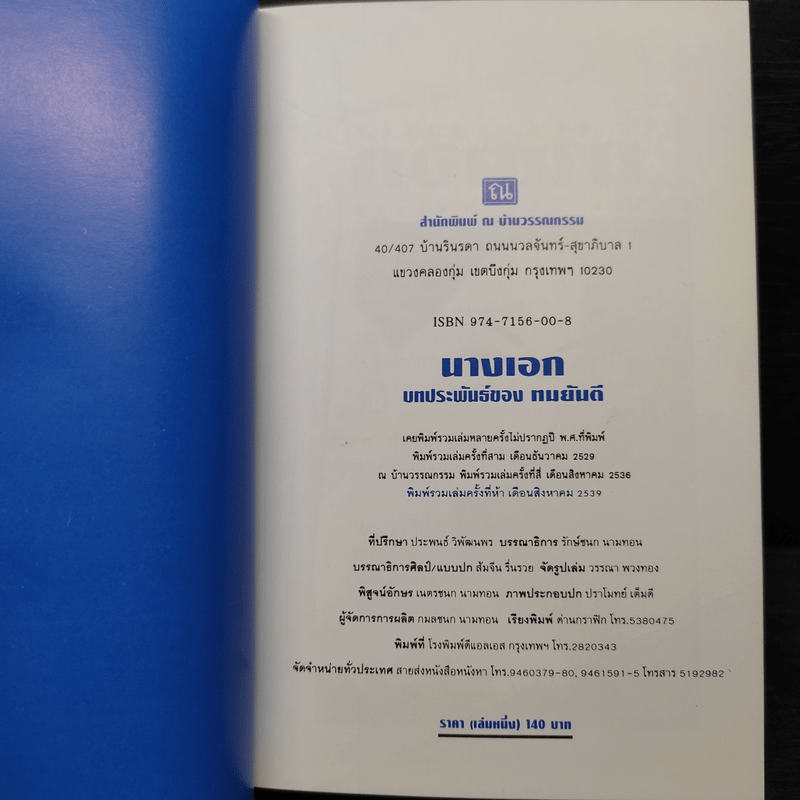 ณ
สำนักพิมพ์ ณ บ้านวรรณกรรม
40/407 บ้านรินรดา ถนนนวลจันทร์-สุขาภิบาล 1
แขวงคลองกุ่ม เขตบึงกุ่ม กรุงเทพฯ 10230
ISBN 974-7156-00-8
นางเอก
บทประพันธ์ของ ทมยันตี
เคยพิมพ์รวมเล่มหลายครั้งไม่ปรากฏปี พ.ศ.ที่พิมพ์
พิมพ์รวมเล่มครั้งที่สาม เดือนธันวาคม 2529
ณ บ้านวรรณกรรม พิมพ์รวมเล่มครั้งที่สี่ เดือนสิงหาคม 2536
พิมพ์รวมเล่มครั้งที่ห้า เดือนสิงหาคม 2539
ที่ปรึกษา ประพนธ์ วิพัฒนพร บรรณาธิการ รักษ์ชนก นามทอน
บรรณาธิการศิลป์/แบบปก ส้มจีน รื่นรวย จัดรูปเล่ม วรรณา พวงทอง
พิสูจน์อักษร เนตรชนก นามทอน ภาพประกอบปก ปราโมทย์ เต็มดี
ผู้จัดการการผลิต กมลชนก นามทอน เรียงพิมพ์ ด่านกราฟิก โทร.5380475
พิมพ์ที่ โรงพิมพ์ดีแอลเอส กรุงเทพฯ โทร.2820343
จัดจำหน่ายทั่วประเทศ สายส่งหนังสือหนังหา โทร.9460379-80, 9461591-5 โทรสาร 5192982
ราคา (เล่มหนึ่ง) 140 บาท